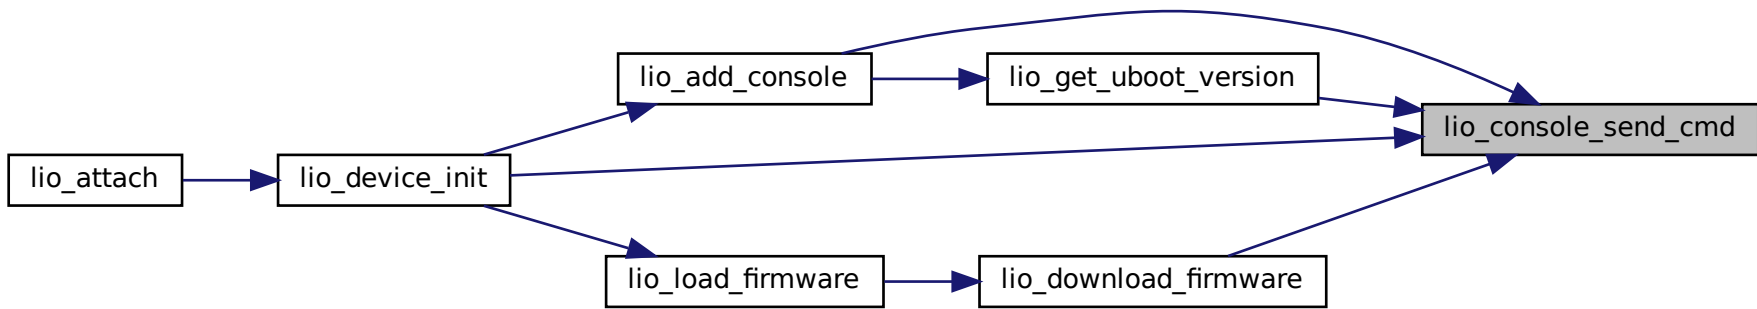 lio_add_console
lio_get_uboot_version
lio_console_send_cmd
lio_attach
lio_device_init
lio_load_firmware
lio_download_firmware